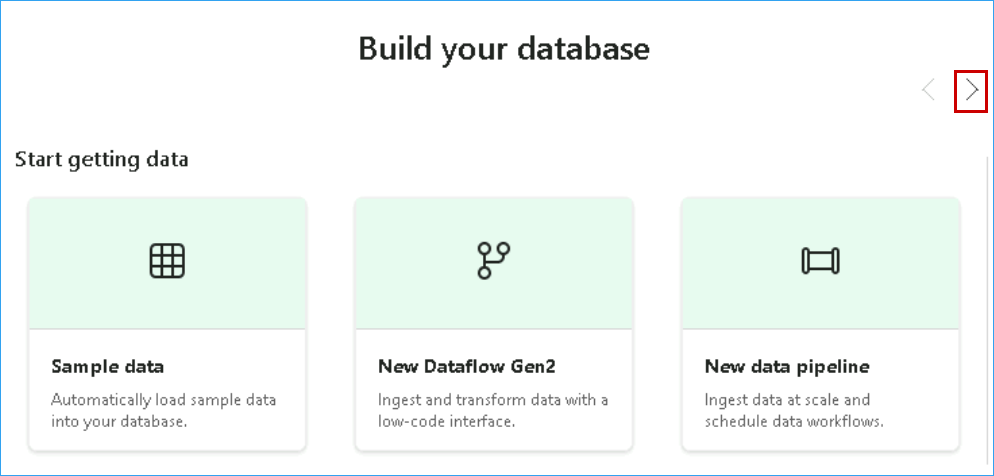 Build your database
Start getting data
Sample data
Automatically load sample data
into your database.
New Dataflow Gen2
Ingest and transform data with a
low-code interface.
New data pipeline
Ingest data at scale and
schedule data workflows.